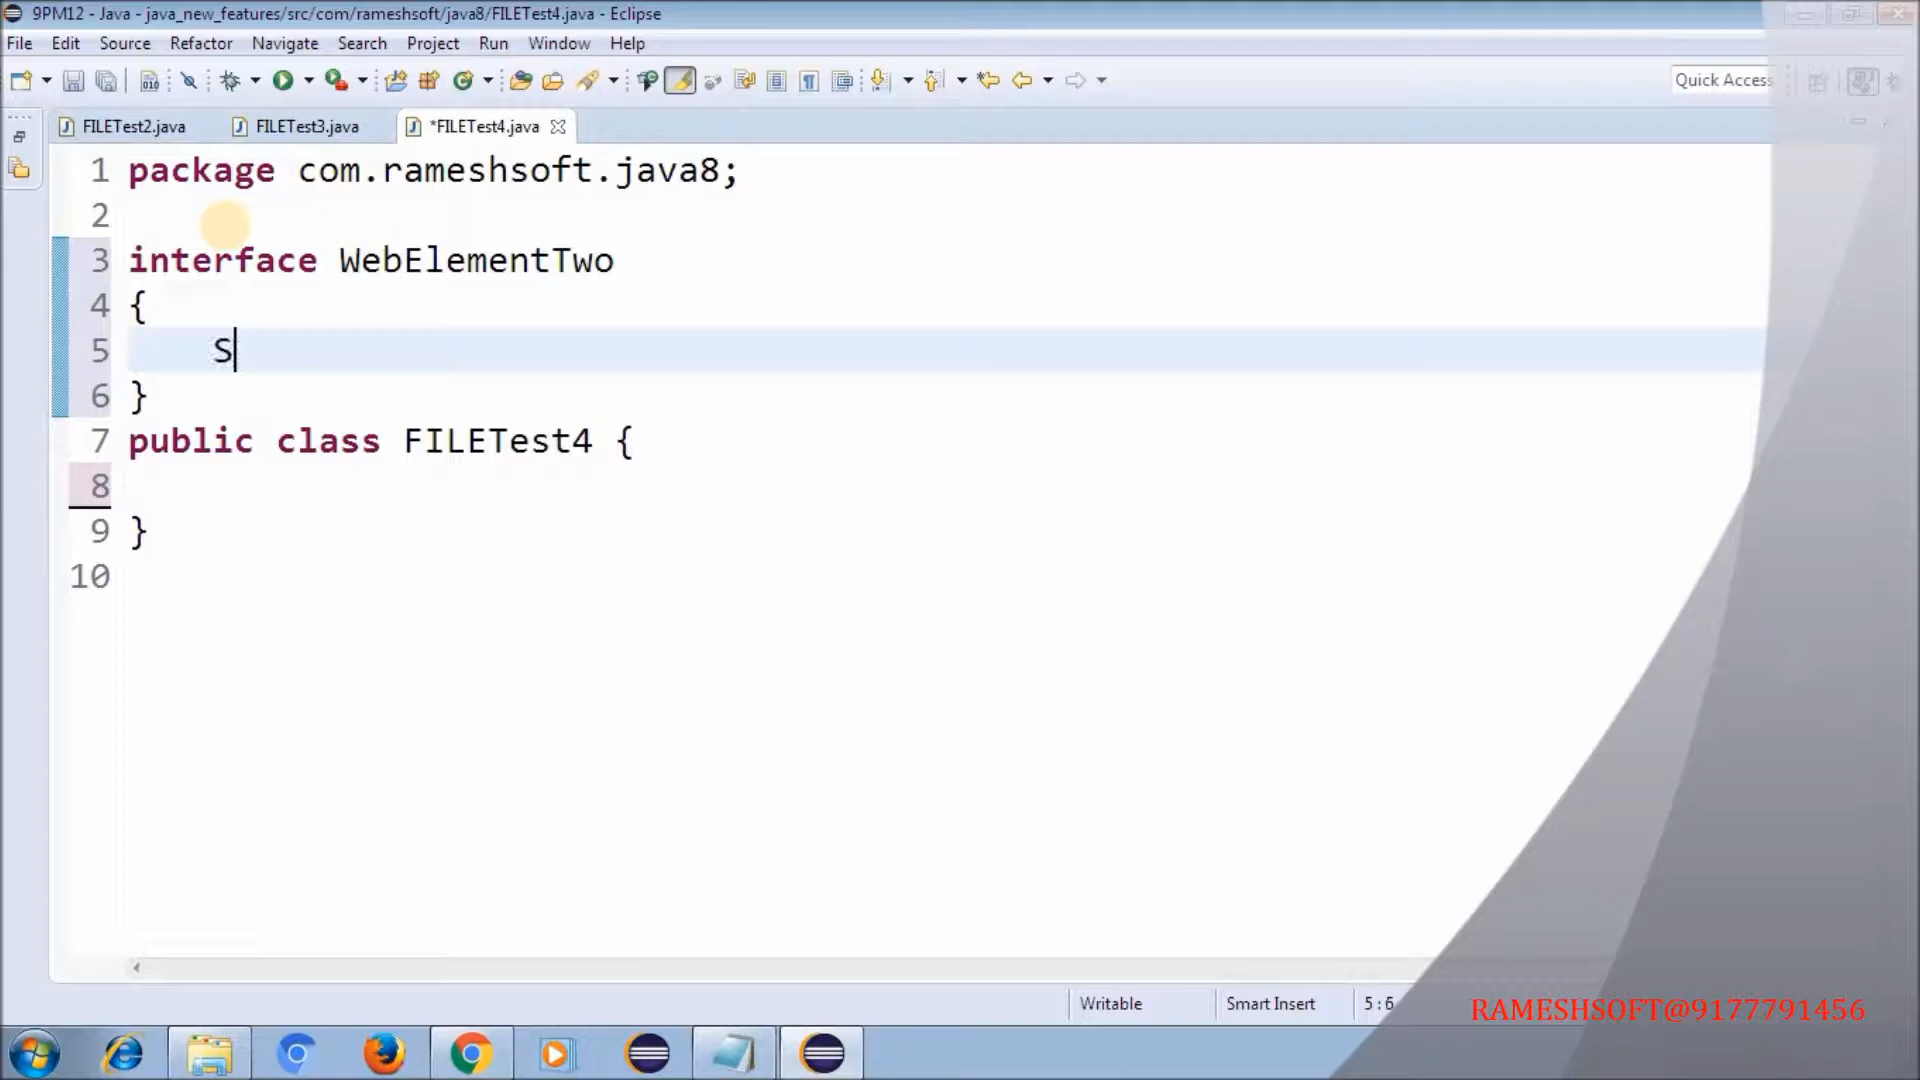 9PM12 - Java - java_new_features/src/com/rameshsoft/java8/FILETest4.java - Eclipse
File Edit Source Refactor Navigate Search Project Run Window Help
Quick Access
FILETest2.java FILETest3.java *FILETest4.java
1 package com.rameshsoft.java8;
2
3 interface WebElementTwo
4 {
5 S
6 }
7 public class FILETest4 {
8
9 }
10
Writable Smart Insert 5 : 6
RAMESHSOFT@9177791456